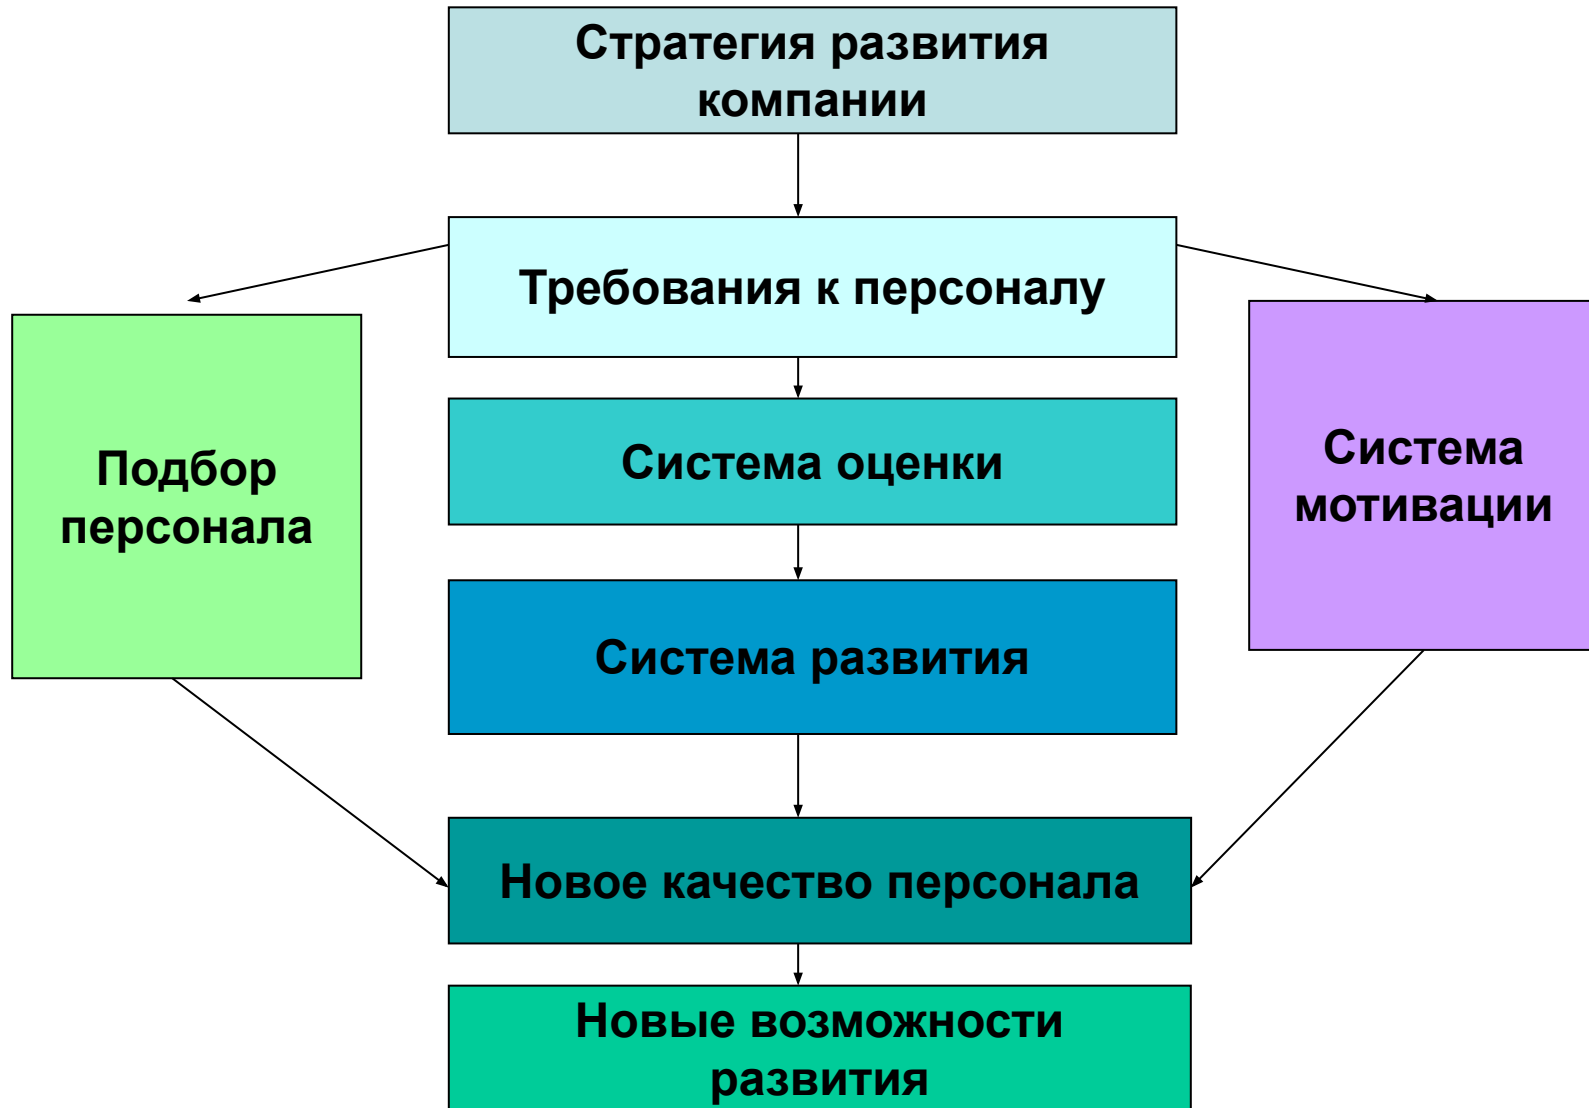 Стратегия развития
компании
Требования к персоналу
Подбор
персонала
Система оценки
Система
мотивации
Система развития
Новое качество персонала
Новые возможности
развития